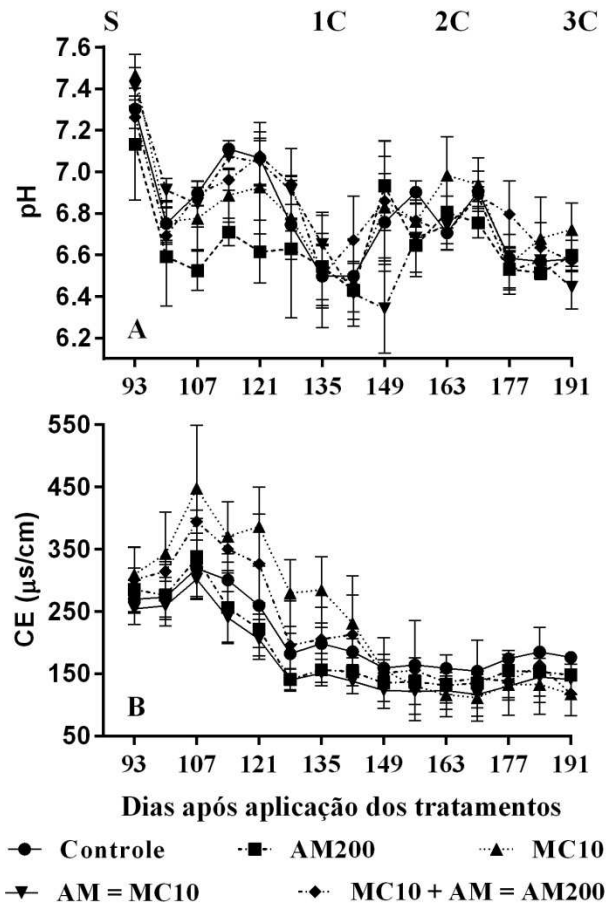 S 1C 2C 3C
7.6
7.4
7.2
7.0
6.8
6.6
6.4
6.2
pH
A
93 107 121 135 149 163 177 191
550
450
350
250
150
50
CE (µs/cm)
B
93 107 121 135 149 163 177 191
Dias após aplicação dos tratamentos
Controle AM200 MC10
AM = MC10 MC10 + AM = AM200